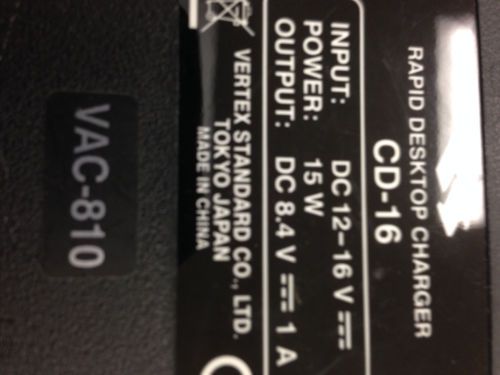 RAPID DESKTOP CHARGER
CD-16
INPUT: DC 12-16 V ⎓
POWER: 15 W
OUTPUT: DC 8.4 V ⎓ 1 A
VERTEX STANDARD CO., LTD.
TOKYO JAPAN
MADE IN CHINA
VAC-810